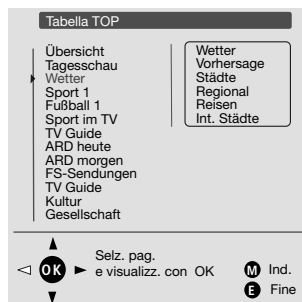 Tabella TOP
Übersicht
Tagesschau
Wetter
Sport 1
Fußball 1
Sport im TV
TV Guide
ARD heute
ARD morgen
FS-Sendungen
TV Guide
Kultur
Gesellschaft
Wetter
Vorhersage
Städte
Regional
Reisen
Int. Städte
OK
Selz. pag.
e visualizz. con OK
M Ind.
E Fine